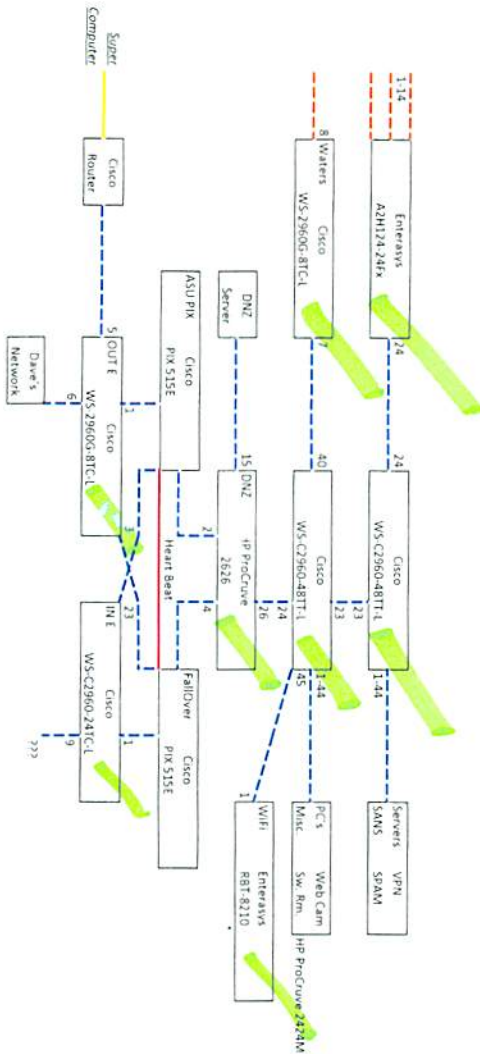 1-14
Enterasys
A2H124-24Fx
24
24
Cisco
WS-C2960-48TT-L
1-44
Servers VPN
SANS SPAM
23
23
8 Waters
Cisco
WS-2960G-8TC-L
7
40
Cisco
WS-C2960-48TT-L
1-44
45
PC's Web Cam
Misc. Sw. Rm.
HP ProCruve 2424M
24
26
DNZ
Server
15 DNZ
HP ProCruve
2626
2
4
1
WiFi Enterasys
RBT-8210
ASU PIX
Cisco
PIX 515E
Heart Beat
FallOver
Cisco
PIX 515E
1
1
Super
Computer
Cisco
Router
5 OUT E
Cisco
WS-2960G-8TC-L
3
23
IN E
Cisco
WS-C2960-24TC-L
6
9
Dave's
Network
???